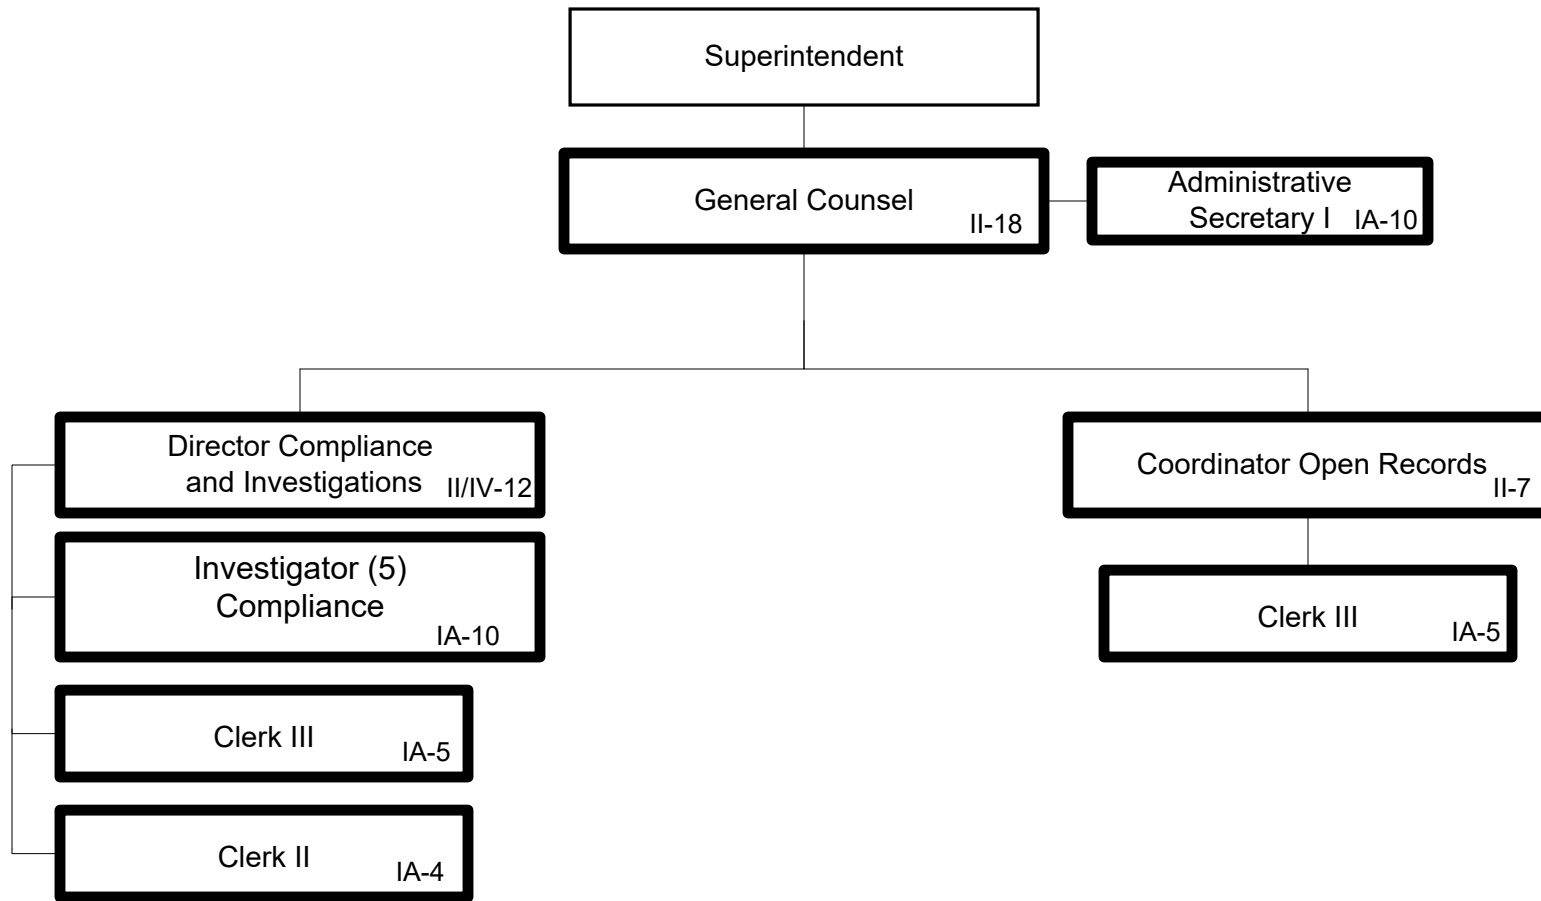 Superintendent
General Counsel
II-18
Administrative
Secretary I IA-10
Director Compliance
and Investigations II/IV-12
Coordinator Open Records
II-7
Investigator (5)
Compliance
IA-10
Clerk III
IA-5
Clerk III
IA-5
Clerk II
IA-4